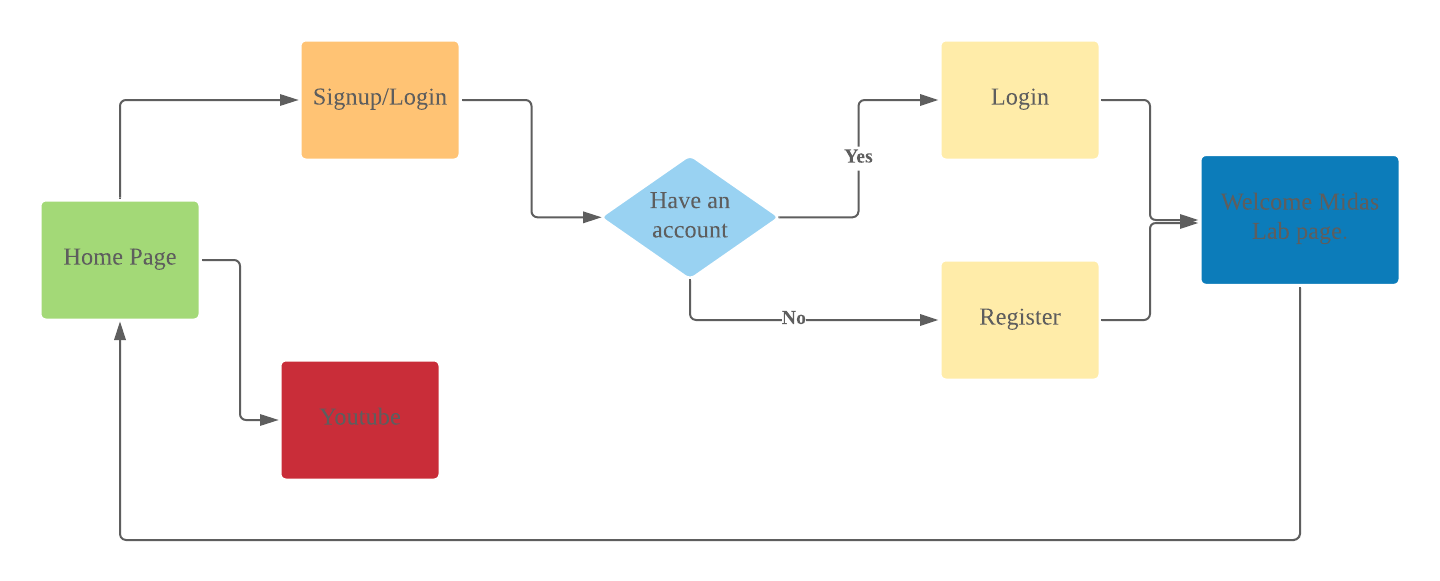 Signup/Login
Login
Yes
Have an
account
Welcome Midas
Lab page.
Home Page
Register
No
Youtube